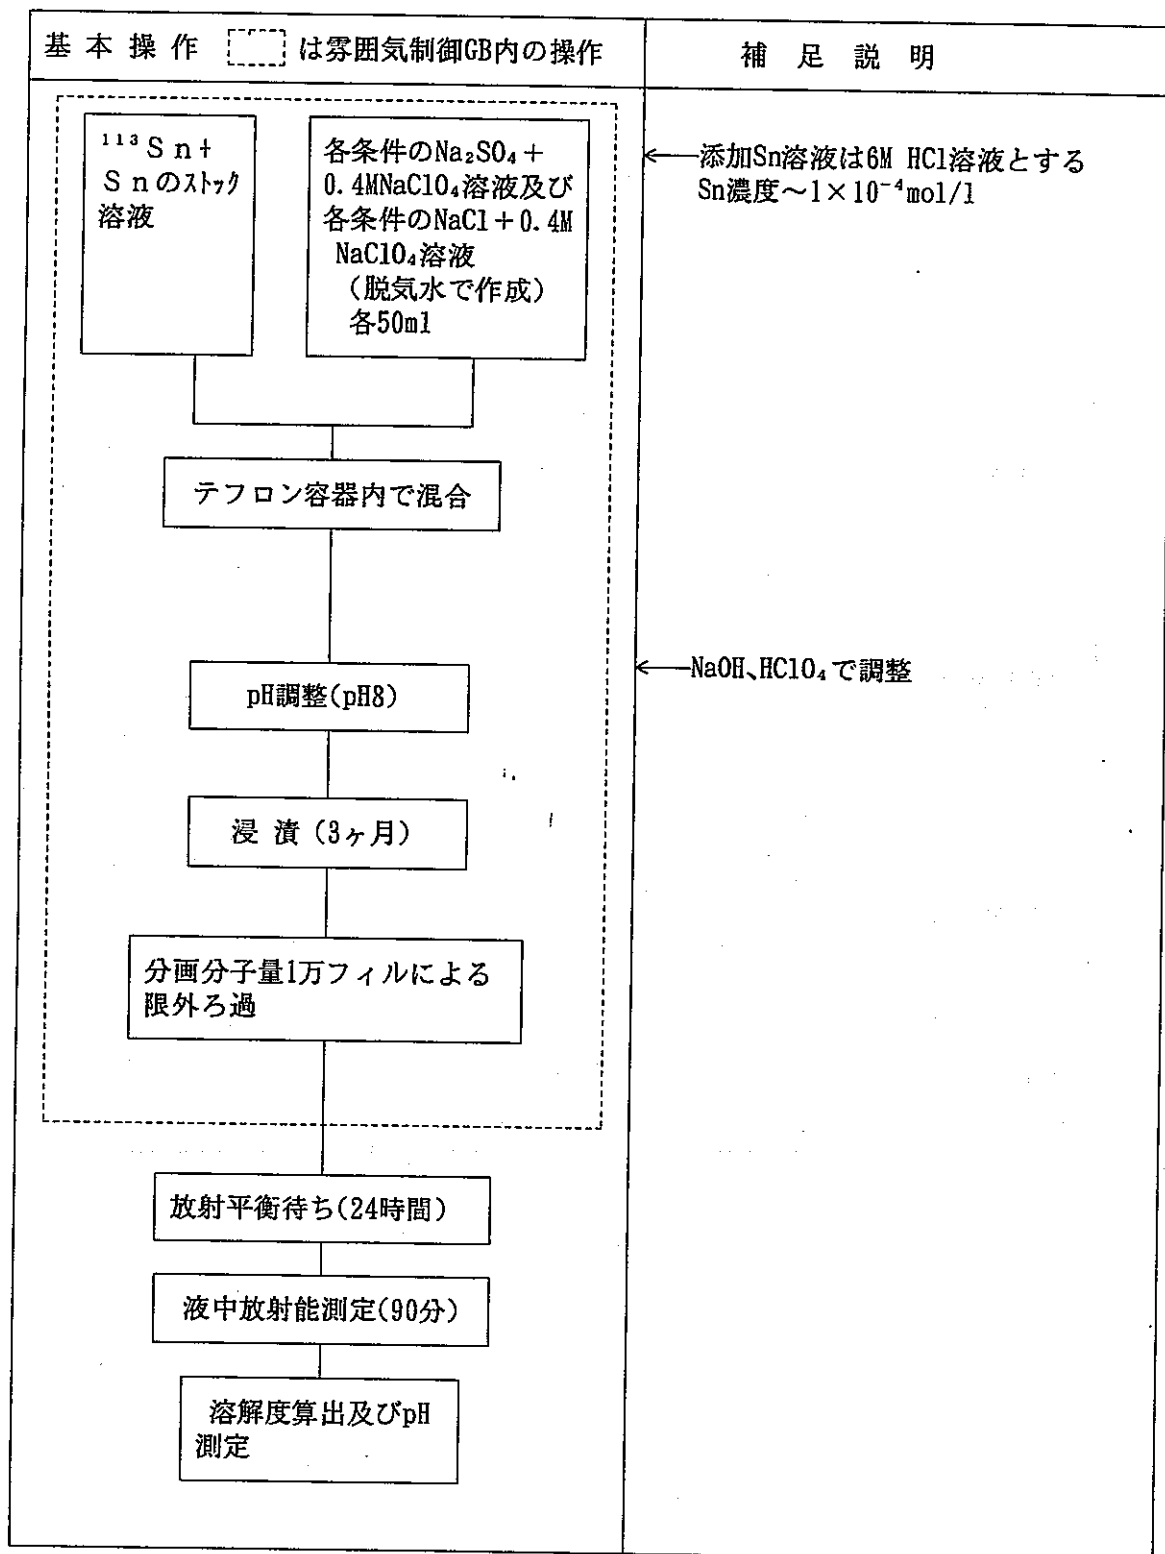 基本操作 は雰囲気制御GB内の操作
補足説明
¹¹³Sn+
Snのストック
溶液
各条件のNa₂SO₄+
0.4MNaClO₄溶液及び
各条件のNaCl+0.4M
NaClO₄溶液
(脱気水で作成)
各50ml
←添加Sn溶液は6M HCl溶液とする
Sn濃度～1×10⁻⁴mol/l
テフロン容器内で混合
pH調整(pH8)
←NaOH、HClO₄で調整
浸漬(3ヶ月)
分画分子量1万フィルによる
限外ろ過
放射平衡待ち(24時間)
液中放射能測定(90分)
溶解度算出及びpH
測定